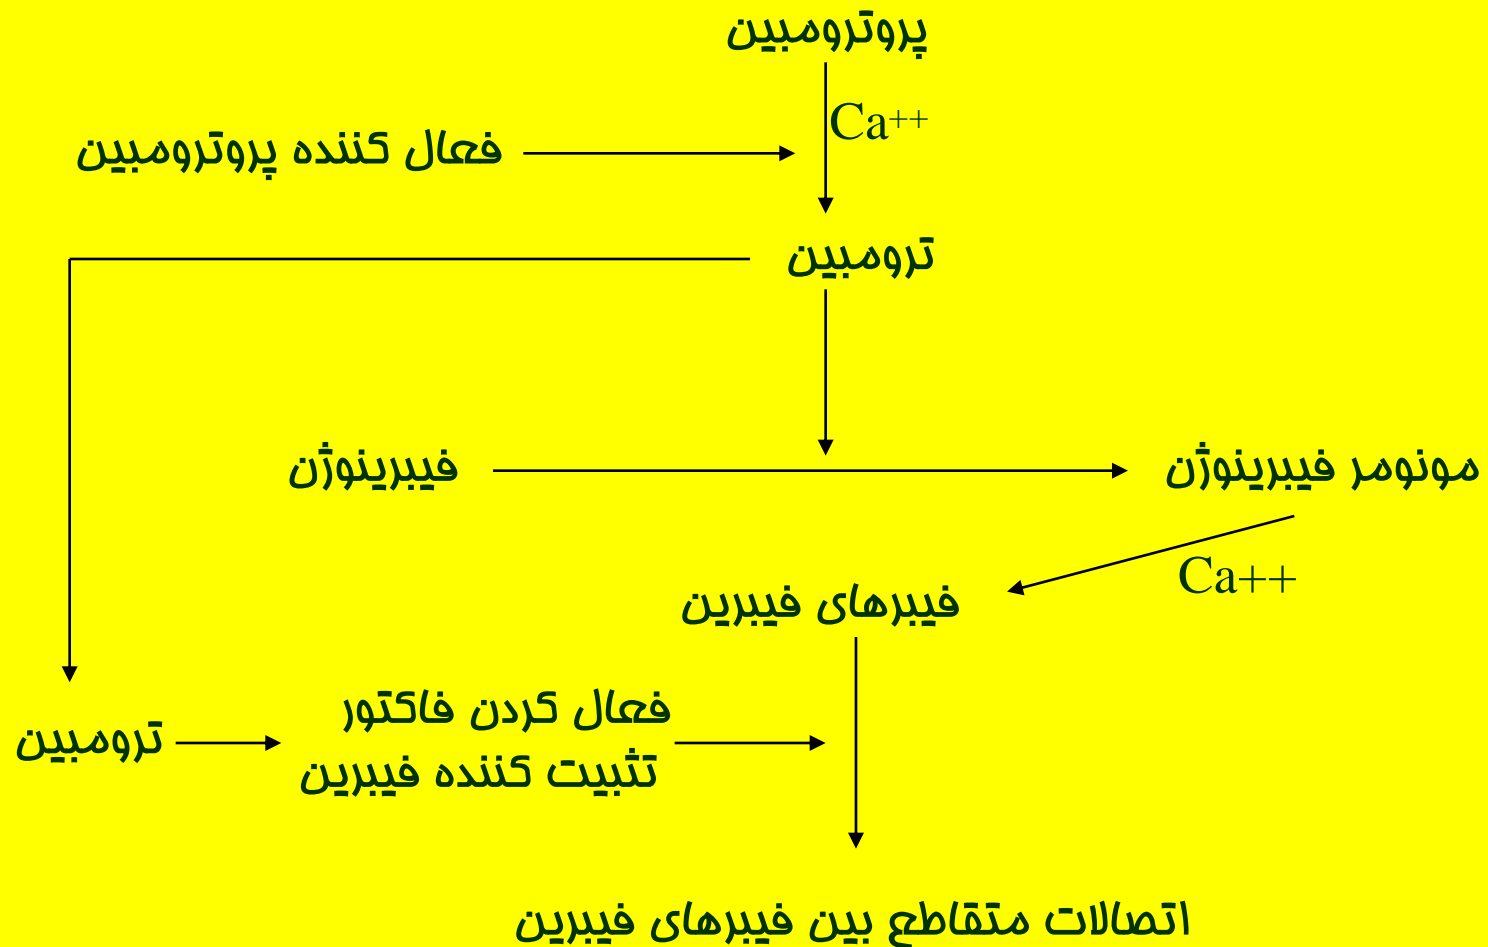 پروترومبین
Ca++
فعال کننده پروترومبین
ترومبین
فیبرینوژن
مونومر فیبرینوژن
Ca++
فیبرهای فیبرین
فعال کردن فاکتور
تثبیت کننده فیبرین
ترومبین
اتصالات متقاطع بین فیبرهای فیبرین